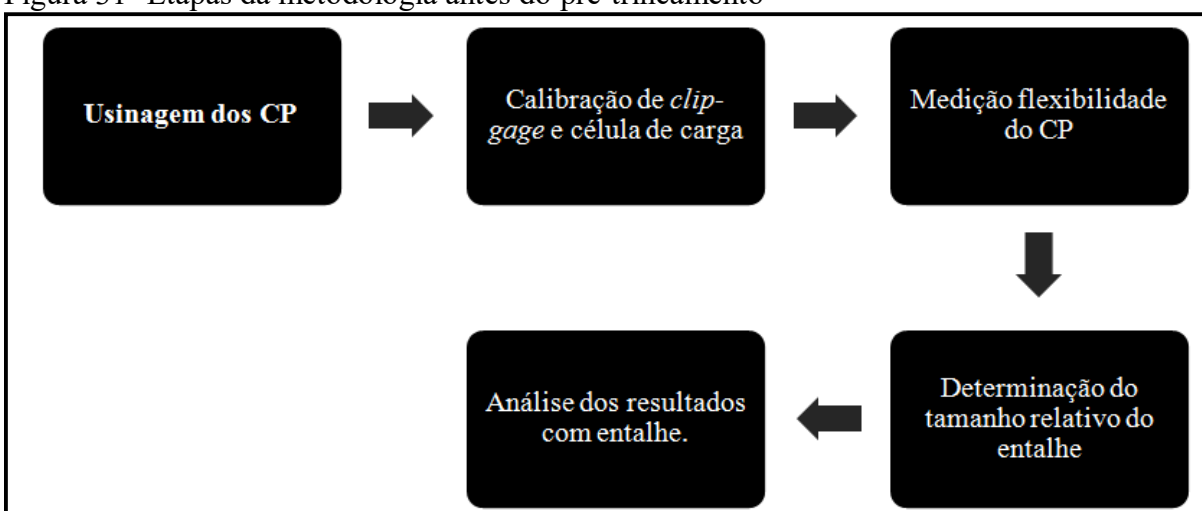 Figura 31- Etapas da metodologia antes do pré-trincamento
Usinagem dos CP
Calibração de clip-
gage e célula de carga
Medição flexibilidade
do CP
Determinação do
tamanho relativo do
entalhe
Análise dos resultados
com entalhe.